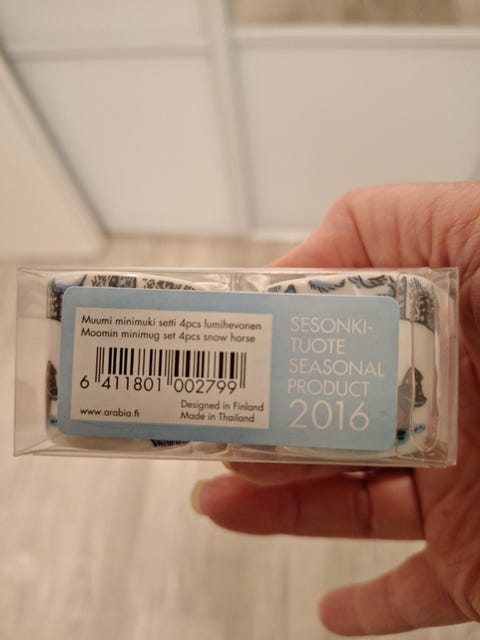 Muumi minimuki setti 4pcs lumihevonen
Moomin minimug set 4pcs snow horse
6 411801 002799
Designed in Finland
www.arabia.fi Made in Thailand
SESONKI-
TUOTE
SEASONAL
PRODUCT
2016